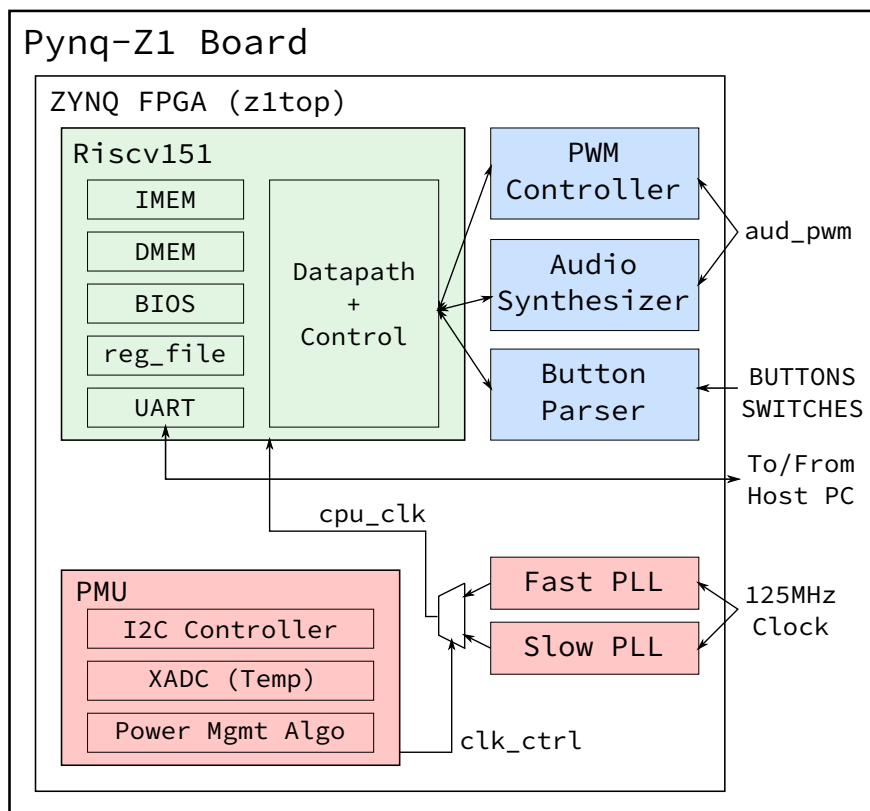 Pynq-Z1 Board
ZYNQ FPGA (z1top)
Riscv151
IMEM
DMEM
BIOS
reg_file
UART
Datapath
+
Control
PWM
Controller
Audio
Synthesizer
Button
Parser
aud_pwm
BUTTONS
SWITCHES
To/From
Host PC
cpu_clk
PMU
I2C Controller
XADC (Temp)
Power Mgmt Algo
Fast PLL
Slow PLL
125MHz
Clock
clk_ctrl